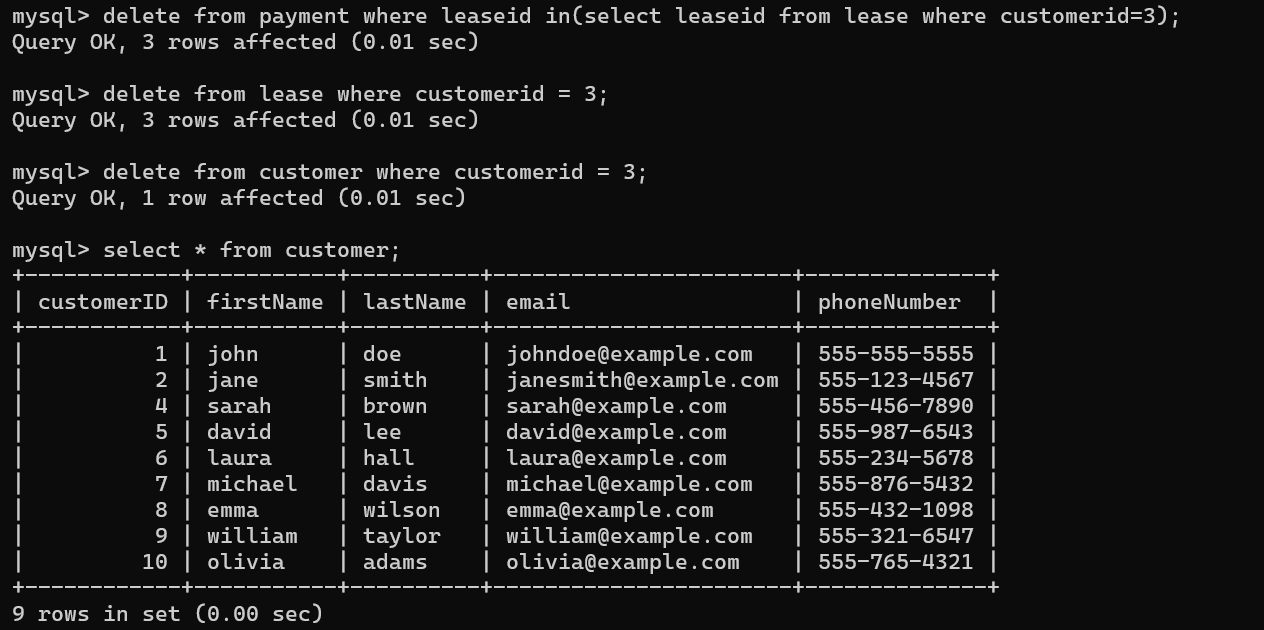 mysql> delete from payment where leaseid in(select leaseid from lease where customerid=3);
Query OK, 3 rows affected (0.01 sec)

mysql> delete from lease where customerid = 3;
Query OK, 3 rows affected (0.01 sec)

mysql> delete from customer where customerid = 3;
Query OK, 1 row affected (0.01 sec)

mysql> select * from customer;
+------------+-----------+----------+-----------------------+--------------+
| customerID | firstName | lastName | email                 | phoneNumber  |
+------------+-----------+----------+-----------------------+--------------+
|          1 | john      | doe      | johndoe@example.com   | 555-555-5555 |
|          2 | jane      | smith    | janesmith@example.com | 555-123-4567 |
|          4 | sarah     | brown    | sarah@example.com     | 555-456-7890 |
|          5 | david     | lee      | david@example.com     | 555-987-6543 |
|          6 | laura     | hall     | laura@example.com     | 555-234-5678 |
|          7 | michael   | davis    | michael@example.com   | 555-876-5432 |
|          8 | emma      | wilson   | emma@example.com      | 555-432-1098 |
|          9 | william   | taylor   | william@example.com   | 555-321-6547 |
|         10 | olivia    | adams    | olivia@example.com    | 555-765-4321 |
+------------+-----------+----------+-----------------------+--------------+
9 rows in set (0.00 sec)